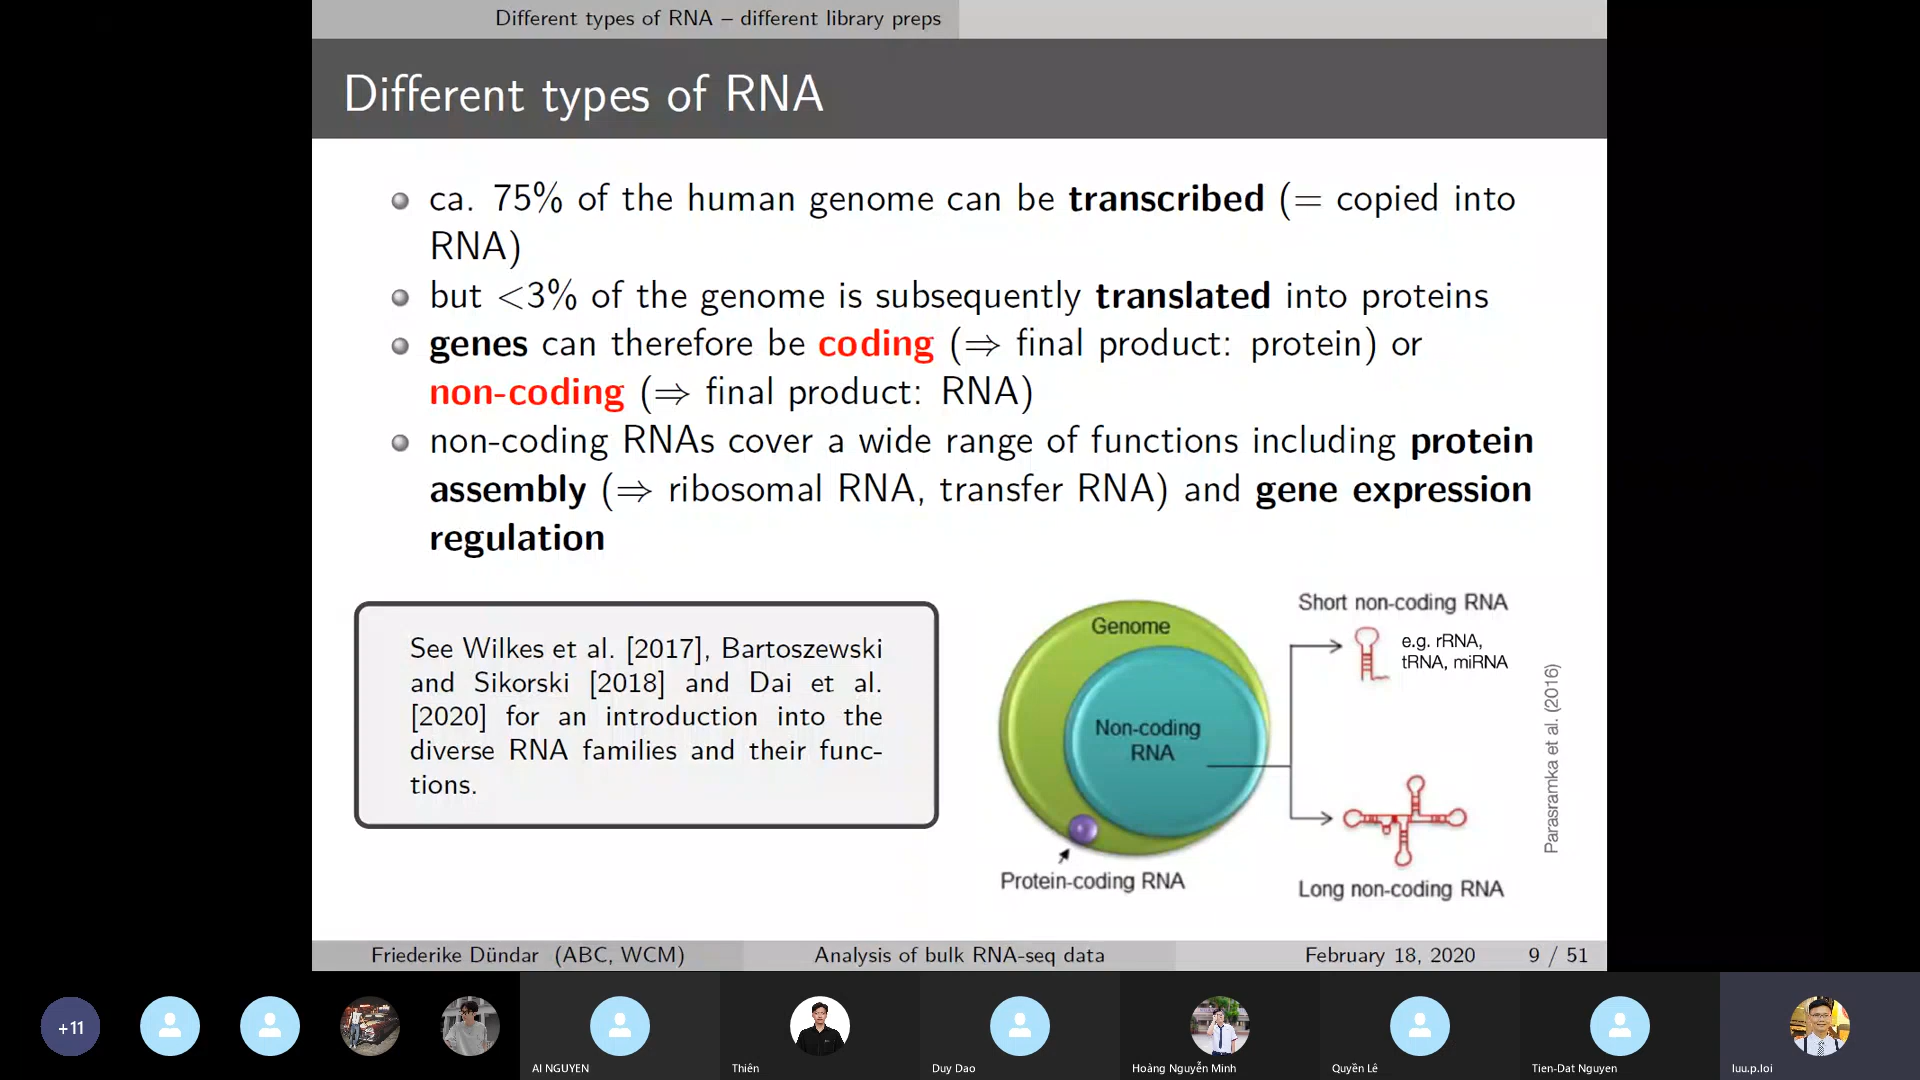 Different types of RNA – different library preps
Different types of RNA
ca. 75% of the human genome can be transcribed (= copied into
RNA)
but <3% of the genome is subsequently translated into proteins
genes can therefore be coding (⇒ final product: protein) or
non-coding (⇒ final product: RNA)
non-coding RNAs cover a wide range of functions including protein
assembly (⇒ ribosomal RNA, transfer RNA) and gene expression
regulation
See Wilkes et al. [2017], Bartoszewski
and Sikorski [2018] and Dai et al.
[2020] for an introduction into the
diverse RNA families and their func-
tions.
Genome
Non-coding
RNA
Protein-coding RNA
Short non-coding RNA
e.g. rRNA,
tRNA, miRNA
Long non-coding RNA
Parasramka et al. (2016)
Friederike Dündar (ABC, WCM)
Analysis of bulk RNA-seq data
February 18, 2020
9 / 51
+11
AI NGUYEN
Thiên
Duy Dao
Hoàng Nguyễn Minh
Quyền Lê
Tien-Dat Nguyen
luu.p.loi